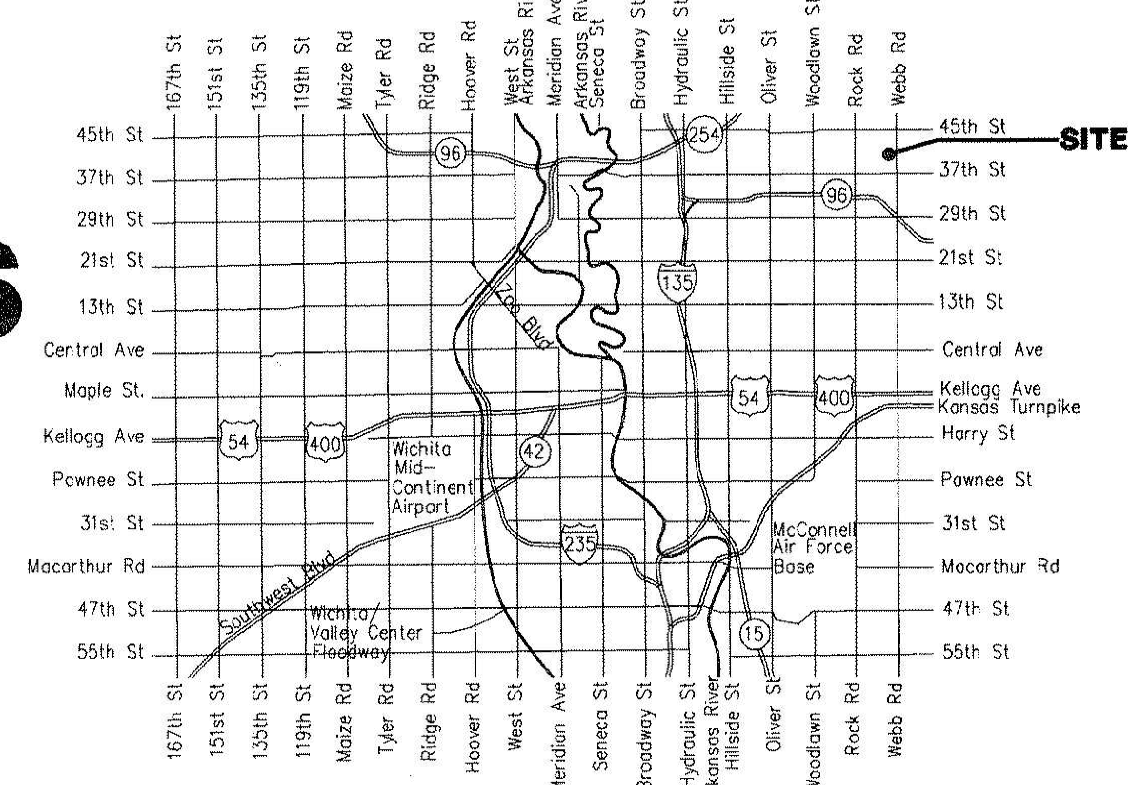 167th St
151st St
135th St
119th St
Maize Rd
Tyler Rd
Ridge Rd
Hoover Rd
West St
Arkansas Ri
Meridian Ave
Arkansas Riv
Seneca St
Broadway St
Hydraulic St
Hillside St
Oliver St
Woodlawn St
Rock Rd
Webb Rd
45th St
37th St
29th St
21st St
13th St
Central Ave
Maple St.
Kellogg Ave
Pawnee St
31st St
Macarthur Rd
47th St
55th St
96
254
96
135
Zoo Blvd
54
400
54
400
42
Wichita
Mid-
Continent
Airport
235
McConnell
Air Force
Base
Southwest Blvd
Wichita/
Valley Center
Floodway
15
45th St
SITE
37th St
29th St
21st St
13th St
Central Ave
Kellogg Ave
Kansas Turnpike
Harry St
Pawnee St
31st St
Macarthur Rd
47th St
55th St
167th St
151st St
135th St
119th St
Maize Rd
Tyler Rd
Ridge Rd
Hoover Rd
West St
Meridian Ave
Seneca St
Broadway St
Hydraulic St
kansas River
Hillside St
Oliver St
Woodlawn St
Rock Rd
Webb Rd